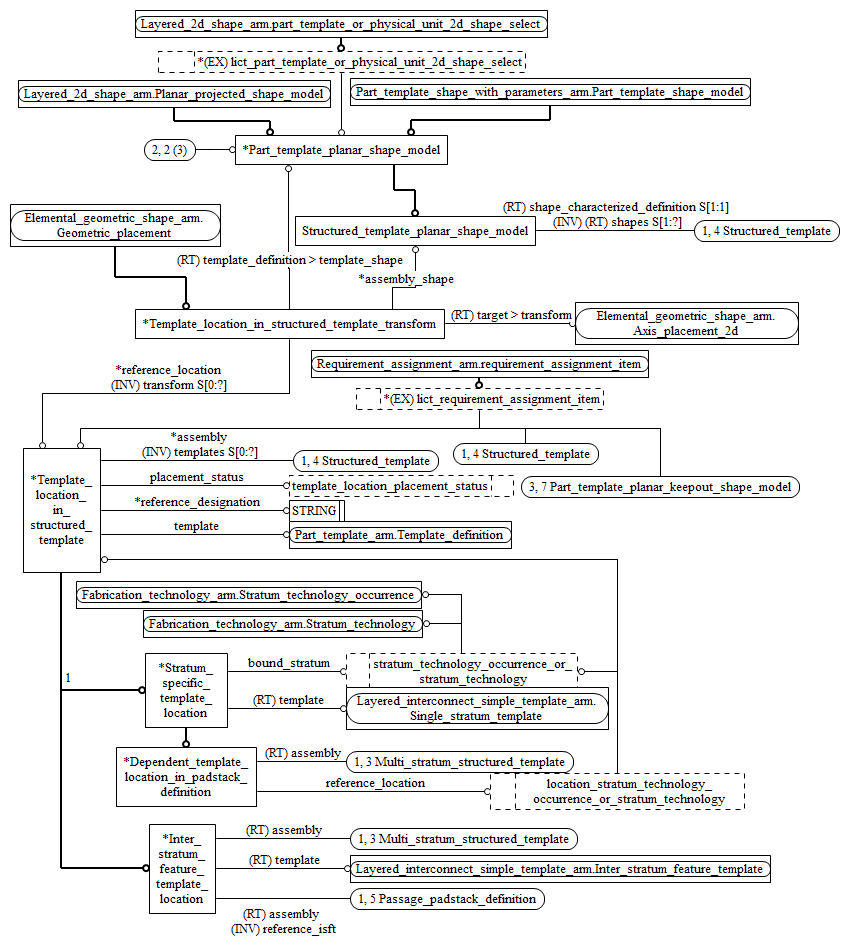 Layered_2d_shape_arm.part_template_or_physical_unit_2d_shape_select
*(EX) lict_part_template_or_physical_unit_2d_shape_select
Layered_2d_shape_arm.Planar_projected_shape_model
Part_template_shape_with_parameters_arm.Part_template_shape_model
2, 2 (3)
*Part_template_planar_shape_model
Elemental_geometric_shape_arm.
Geometric_placement
(RT) shape_characterized_definition S[1:1]
(INV) (RT) shapes S[1:?]
Structured_template_planar_shape_model
1, 4 Structured_template
(RT) template_definition > template_shape
*assembly_shape
*Template_location_in_structured_template_transform
(RT) target > transform
Elemental_geometric_shape_arm.
Axis_placement_2d
*reference_location
(INV) transform S[0:?]
Requirement_assignment_arm.requirement_assignment_item
*(EX) lict_requirement_assignment_item
*assembly
(INV) templates S[0:?]
1, 4 Structured_template
1, 4 Structured_template
*Template_
location_
in_
structured_
template
placement_status
template_location_placement_status
3, 7 Part_template_planar_keepout_shape_model
*reference_designation
STRING
template
Part_template_arm.Template_definition
Fabrication_technology_arm.Stratum_technology_occurrence
Fabrication_technology_arm.Stratum_technology
1
*Stratum_
specific_
template_
location
bound_stratum
stratum_technology_occurrence_or_
stratum_technology
(RT) template
Layered_interconnect_simple_template_arm.
Single_stratum_template
*Dependent_template_
location_in_padstack_
definition
(RT) assembly
1, 3 Multi_stratum_structured_template
reference_location
location_stratum_technology_
occurrence_or_stratum_technology
*Inter_
stratum_
feature_
template_
location
(RT) assembly
1, 3 Multi_stratum_structured_template
(RT) template
Layered_interconnect_simple_template_arm.Inter_stratum_feature_template
1, 5 Passage_padstack_definition
(RT) assembly
(INV) reference_isft